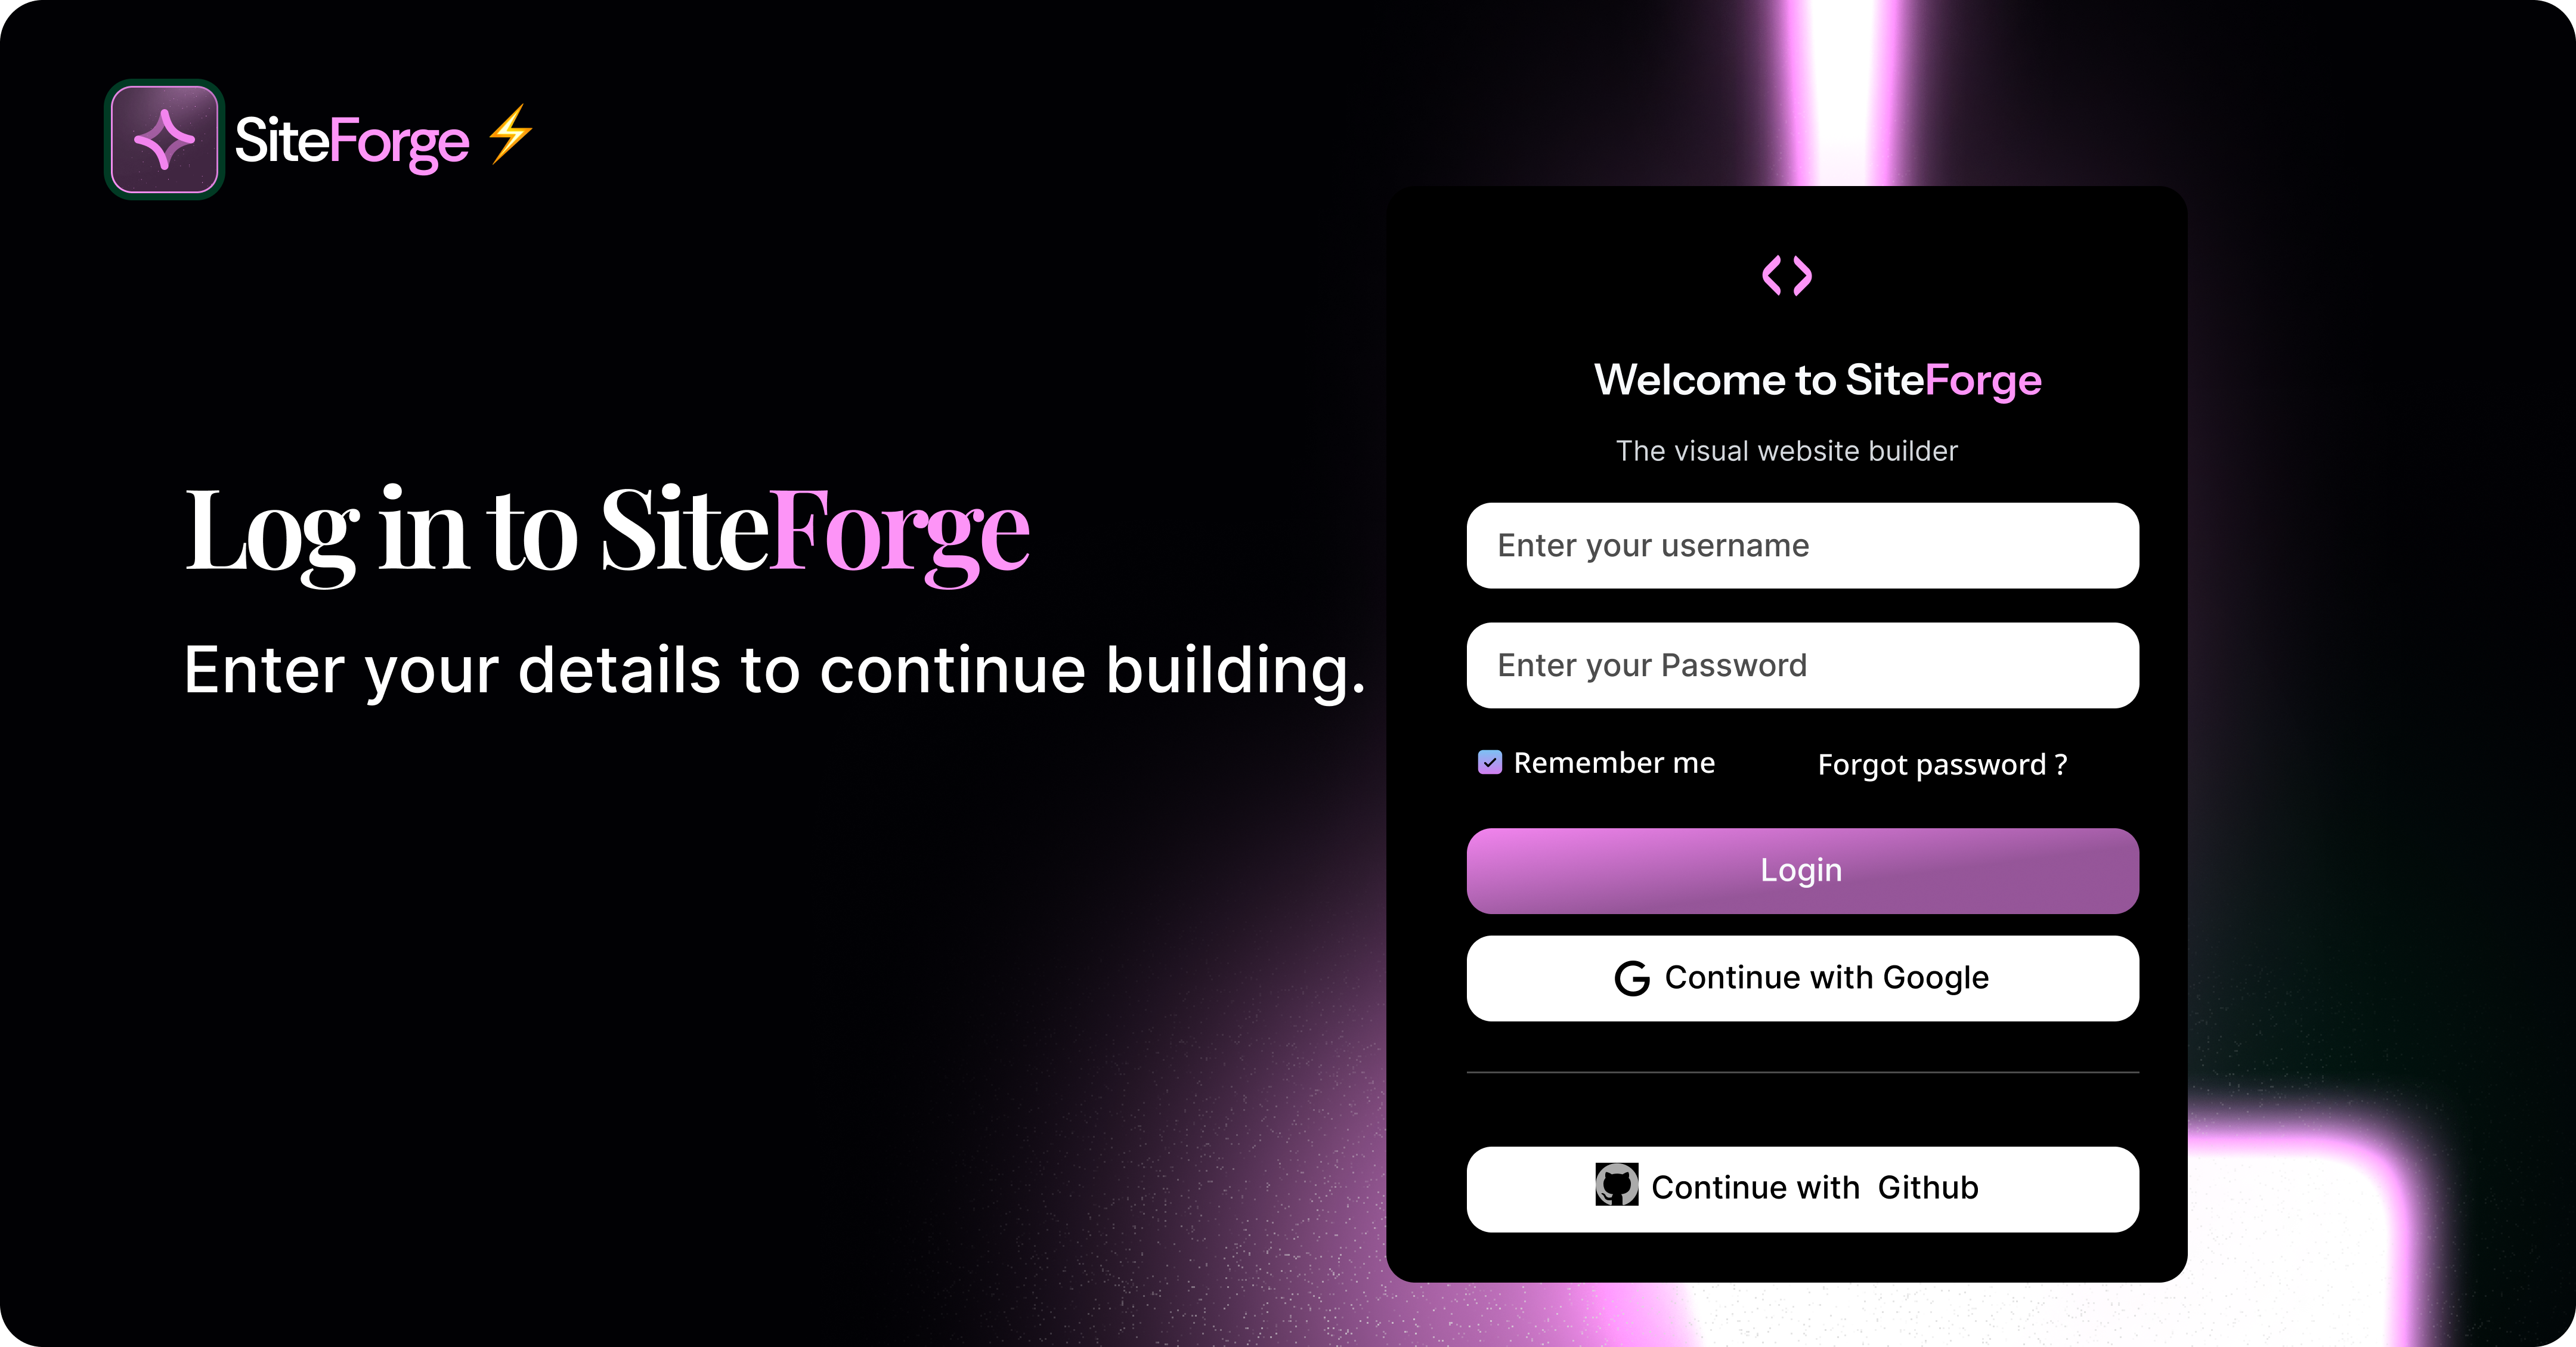 SiteForge ⚡
Log in to SiteForge
Enter your details to continue building.
Welcome to SiteForge
The visual website builder
Enter your username
Enter your Password
Remember me
Forgot password ?
Login
Continue with Google
Continue with  Github